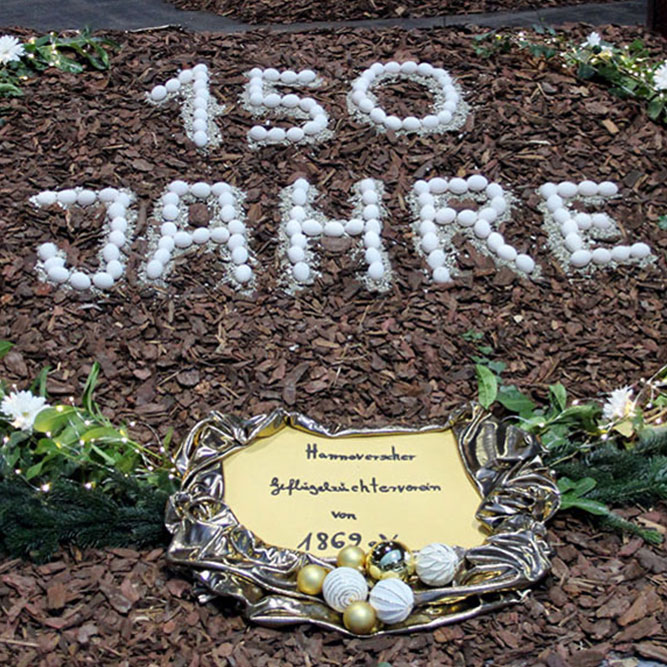 150
JAHRE
Hannoverscher
Geflügelzüchterverein
von
1869 e.V.